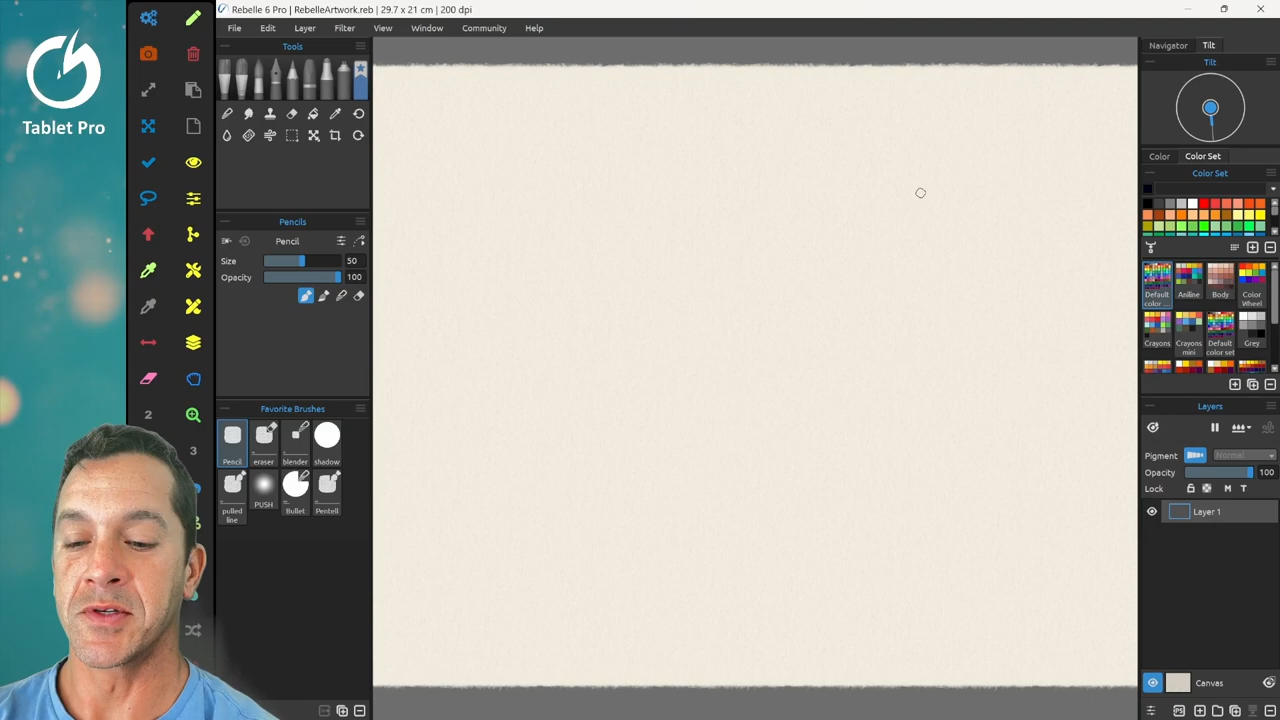 Tablet Pro
2
3
Rebelle 6 Pro | RebelleArtwork.reb | 29.7 x 21 cm | 200 dpi
File Edit Layer Filter View Window Community Help
Tools
Pencils
Pencil
Size 50
Opacity 100
Favorite Brushes
Pencil eraser blender shadow
pulled line PUSH Bullet Pentell
Navigator Tilt
Tilt
Color Color Set
Color Set
Default color ... Aniline Body Color Wheel
Crayons Crayons mini Default color set Grey
Layers
Pigment Normal
Opacity 100
Lock M T
Layer 1
Canvas